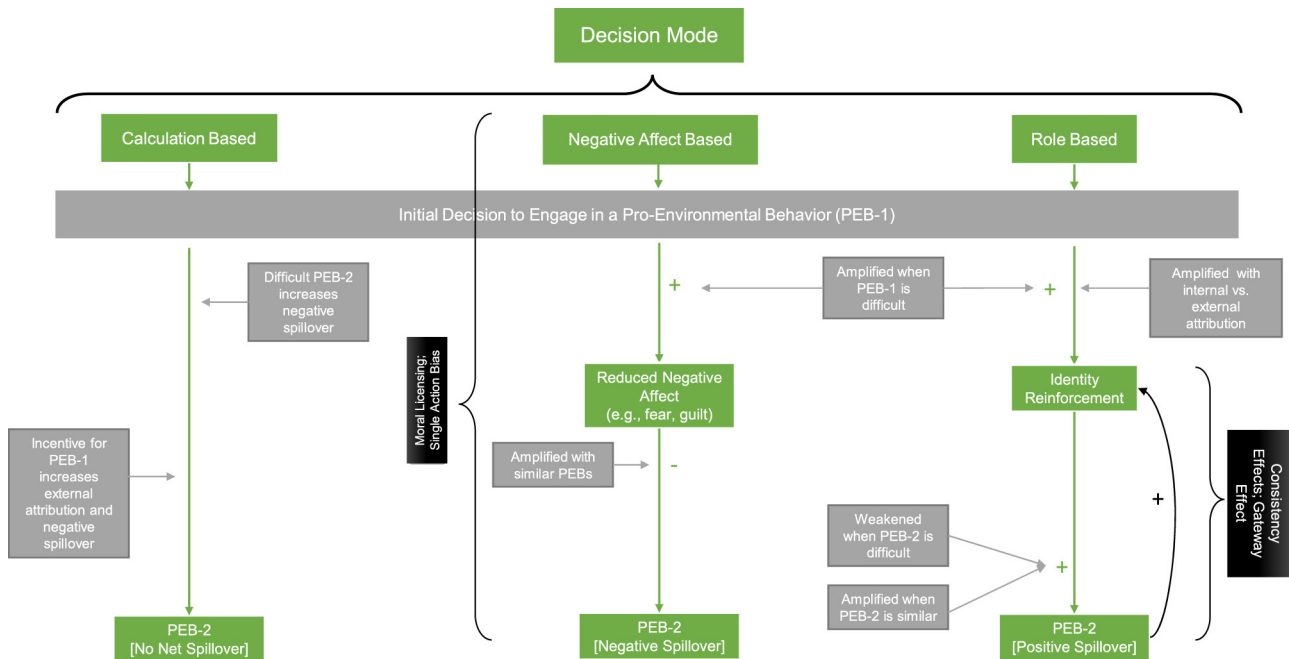 Decision Mode
Calculation Based
Negative Affect Based
Role Based
Initial Decision to Engage in a Pro-Environmental Behavior (PEB-1)
Difficult PEB-2
increases
negative
spillover
+
Amplified when
PEB-1 is
difficult
+
Amplified with
internal vs.
external
attribution
Moral Licensing;
Single Action Bias
Reduced Negative
Affect
(e.g., fear, guilt)
Identity
Reinforcement
Incentive for
PEB-1
increases
external
attribution and
negative
spillover
Amplified with
similar PEBs
-
+
Consistency
Effects; Gateway
Effect
Weakened
when PEB-2 is
difficult
+
Amplified when
PEB-2 is similar
PEB-2
[No Net Spillover]
PEB-2
[Negative Spillover]
PEB-2
[Positive Spillover]